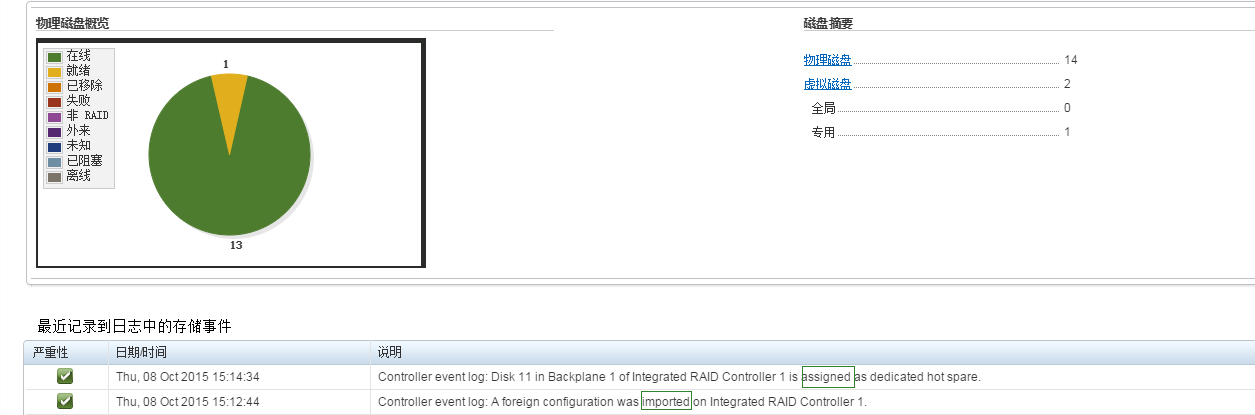 物理磁盘概览
在线
就绪
已移除
失败
非 RAID
外来
未知
已阻塞
离线
1
13
磁盘摘要
物理磁盘 14
虚拟磁盘 2
全局 0
专用 1
最近记录到日志中的存储事件
严重性 日期/时间 说明
Thu, 08 Oct 2015 15:14:34 Controller event log: Disk 11 in Backplane 1 of Integrated RAID Controller 1 is assigned as dedicated hot spare.
Thu, 08 Oct 2015 15:12:44 Controller event log: A foreign configuration was imported on Integrated RAID Controller 1.